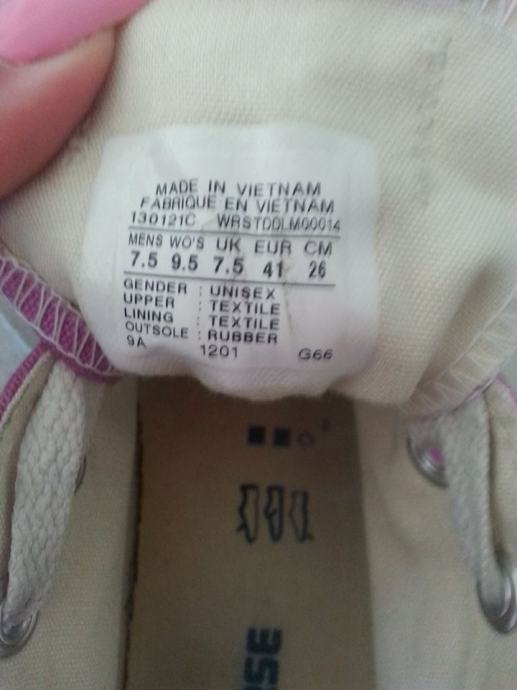 MADE IN VIETNAM
FABRIQUE EN VIETNAM
130121C WRSTDDLM00014
MENS WO'S UK EUR CM
7.5 9.5 7.5 41 26
GENDER : UNISEX
UPPER : TEXTILE
LINING : TEXTILE
OUTSOLE : RUBBER
9A 1201 G66
SE